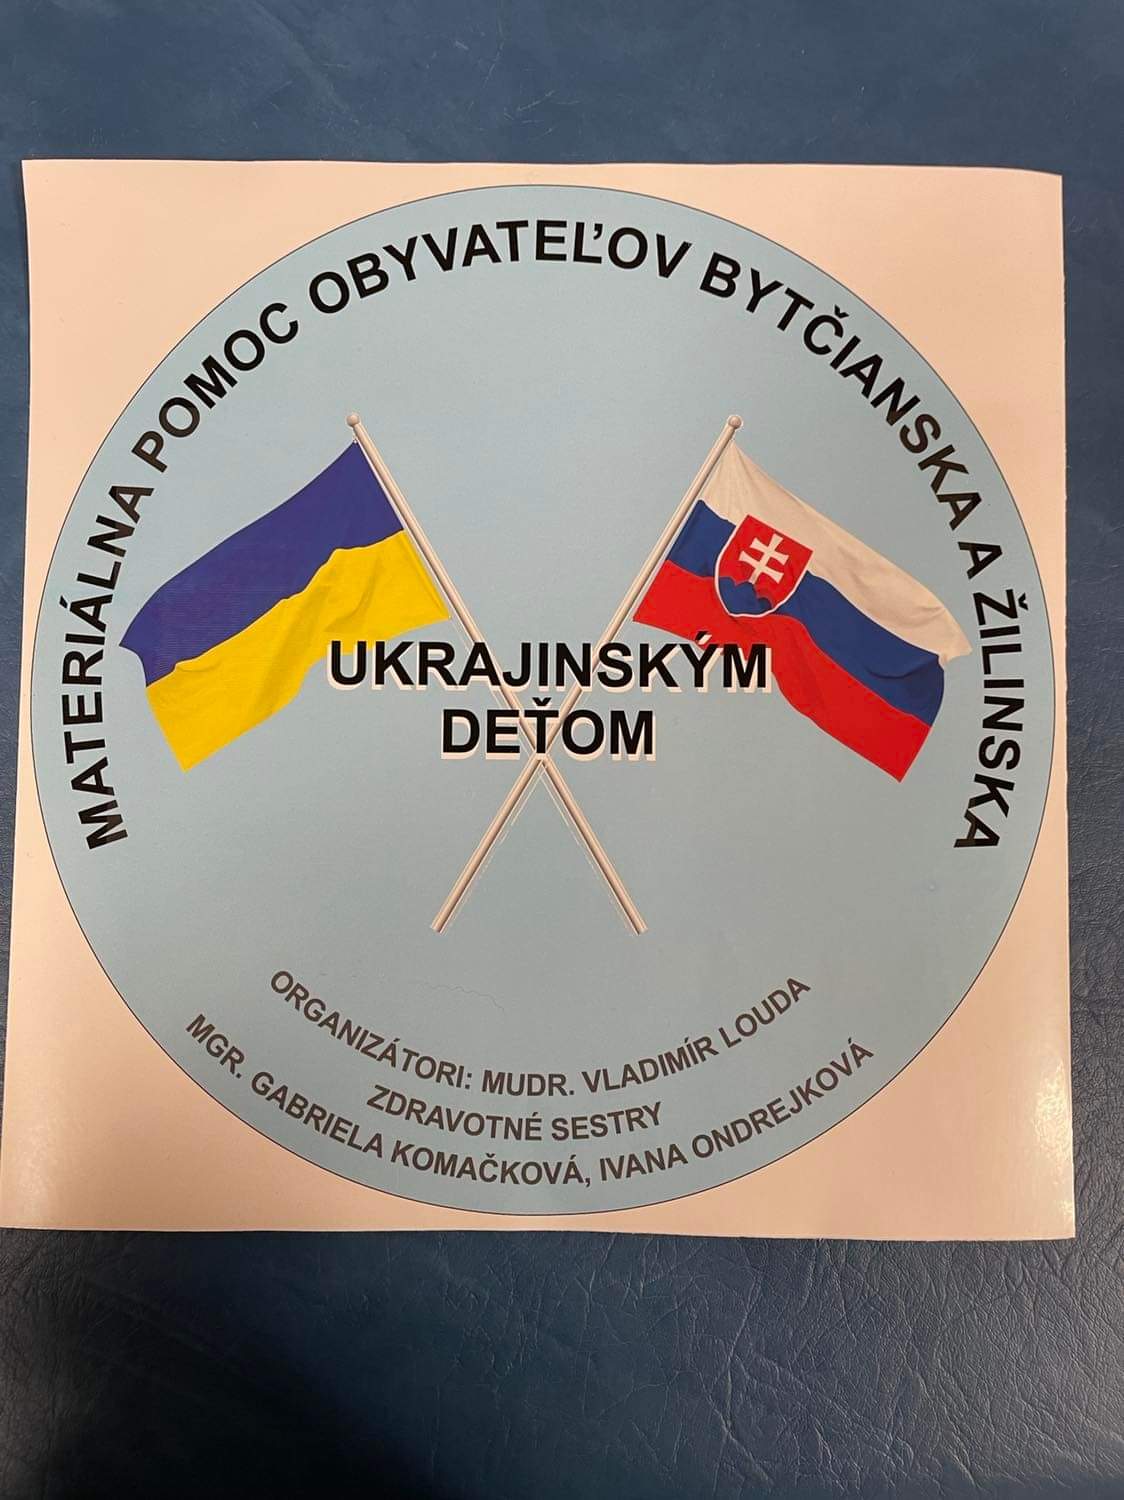 MATERIÁLNA POMOC OBYVATEĽOV BYTČIANSKA A ŽILINSKA
UKRAJINSKÝM
DEŤOM
ORGANIZÁTORI: MUDR. VLADIMÍR LOUDA
ZDRAVOTNÉ SESTRY
MGR. GABRIELA KOMAČKOVÁ, IVANA ONDREJKOVÁ